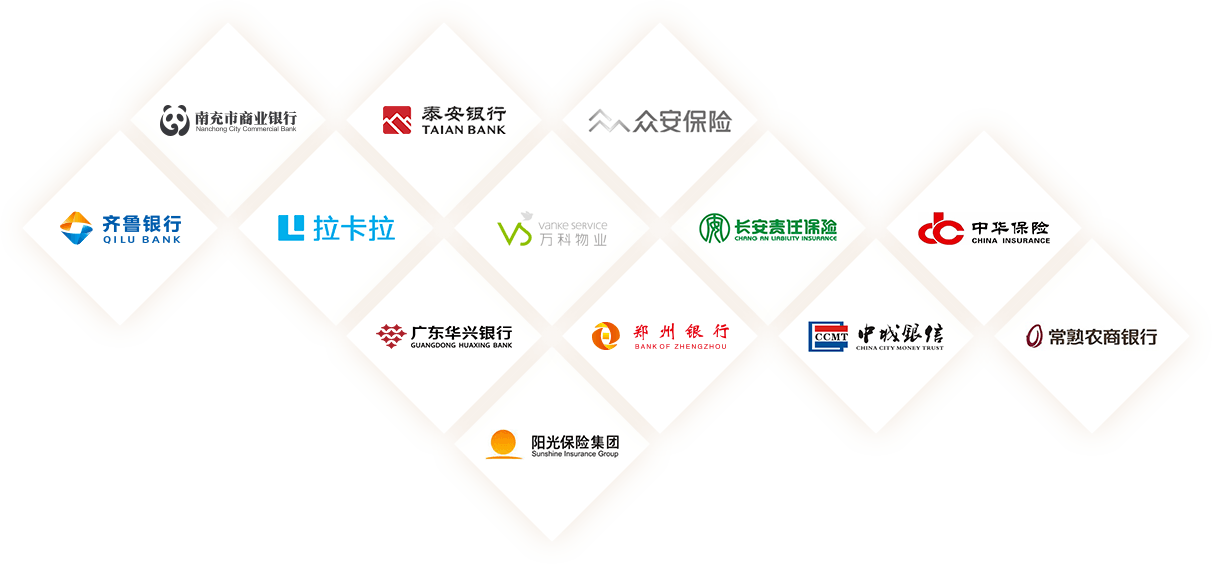 南充市商业银行
Nanchong City Commercial Bank
泰安银行
TAIAN BANK
众安保险
齐鲁银行
QILU BANK
拉卡拉
vanke service
万科物业
长安责任保险
CHANG AN LIABILITY INSURANCE
中华保险
CHINA INSURANCE
广东华兴银行
GUANGDONG HUAXING BANK
郑州银行
BANK OF ZHENGZHOU
CCMT
中城银信
CHINA CITY MONEY TRUST
常熟农商银行
阳光保险集团
Sunshine Insurance Group